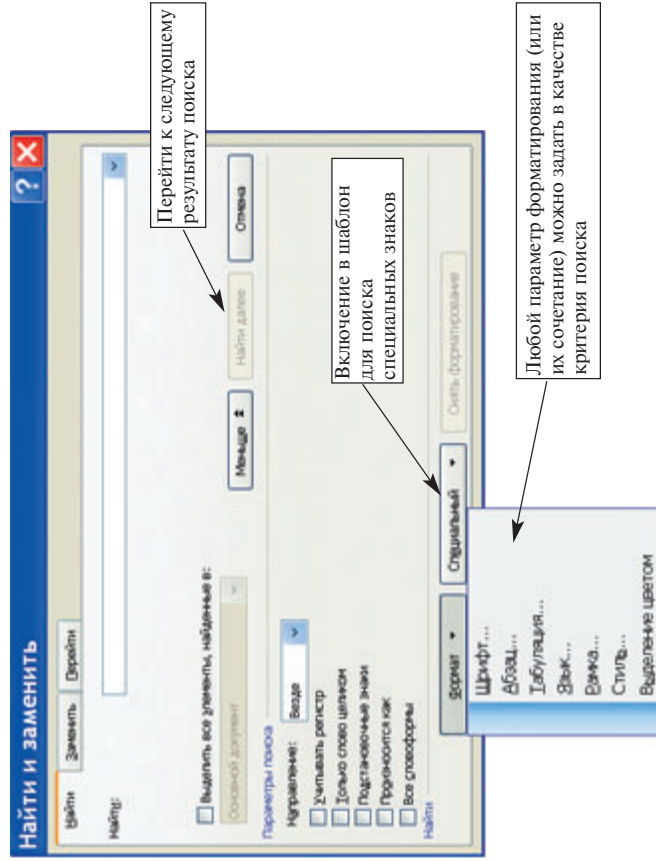 Найти и заменить
Найти Заменить Перейти
Найти:
Выделить все элементы, найденные в:
Основной документ
Меньше Найти далее Отмена
Параметры поиска
Направление: Везде
Учитывать регистр
Только слово целиком
Подстановочные знаки
Произносится как
Все словоформы
Найти
Формат Специальный Снять форматирование
Шрифт...
Абзац...
Табуляция...
Язык...
Рамка...
Стиль...
Выделение цветом
Перейти к следующему
результату поиска
Включение в шаблон
для поиска
специальных знаков
Любой параметр форматирования (или
их сочетание) можно задать в качестве
критерия поиска